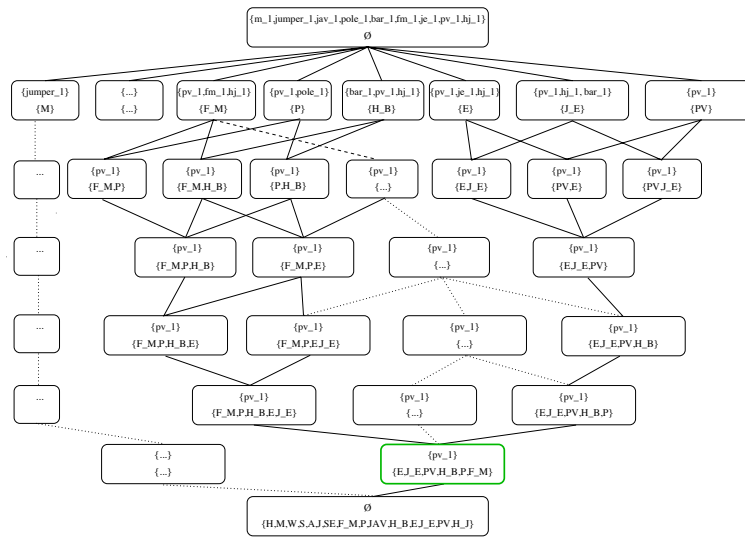 {m_1,jumper_1,jav_1,pole_1,bar_1,fm_1,je_1,pv_1,hj_1}
Ø
{jumper_1}
{M}
{...}
{...}
{pv_1,fm_1,hj_1}
{F_M}
{pv_1,pole_1}
{P}
{bar_1,pv_1,hj_1}
{H_B}
{pv_1,je_1,hj_1}
{E}
{pv_1,hj_1, bar_1}
{J_E}
{pv_1}
{PV}
...
{pv_1}
{F_M,P}
{pv_1}
{F_M,H_B}
{pv_1}
{P,H_B}
{pv_1}
{...}
{pv_1}
{E,J_E}
{pv_1}
{PV,E}
{pv_1}
{PV,J_E}
...
{pv_1}
{F_M,P,H_B}
{pv_1}
{F_M,P,E}
{pv_1}
{...}
{pv_1}
{E,J_E,PV}
...
{pv_1}
{F_M,P,H_B,E}
{pv_1}
{F_M,P,E,J_E}
{pv_1}
{...}
{pv_1}
{E,J_E,PV,H_B}
...
{pv_1}
{F_M,P,H_B,E,J_E}
{pv_1}
{...}
{pv_1}
{E,J_E,PV,H_B,P}
{...}
{...}
{pv_1}
{E,J_E,PV,H_B,P,F_M}
Ø
{H,M,W,S,A,J,SE,F_M,P,JAV,H_B,E,J_E,PV,H_J}